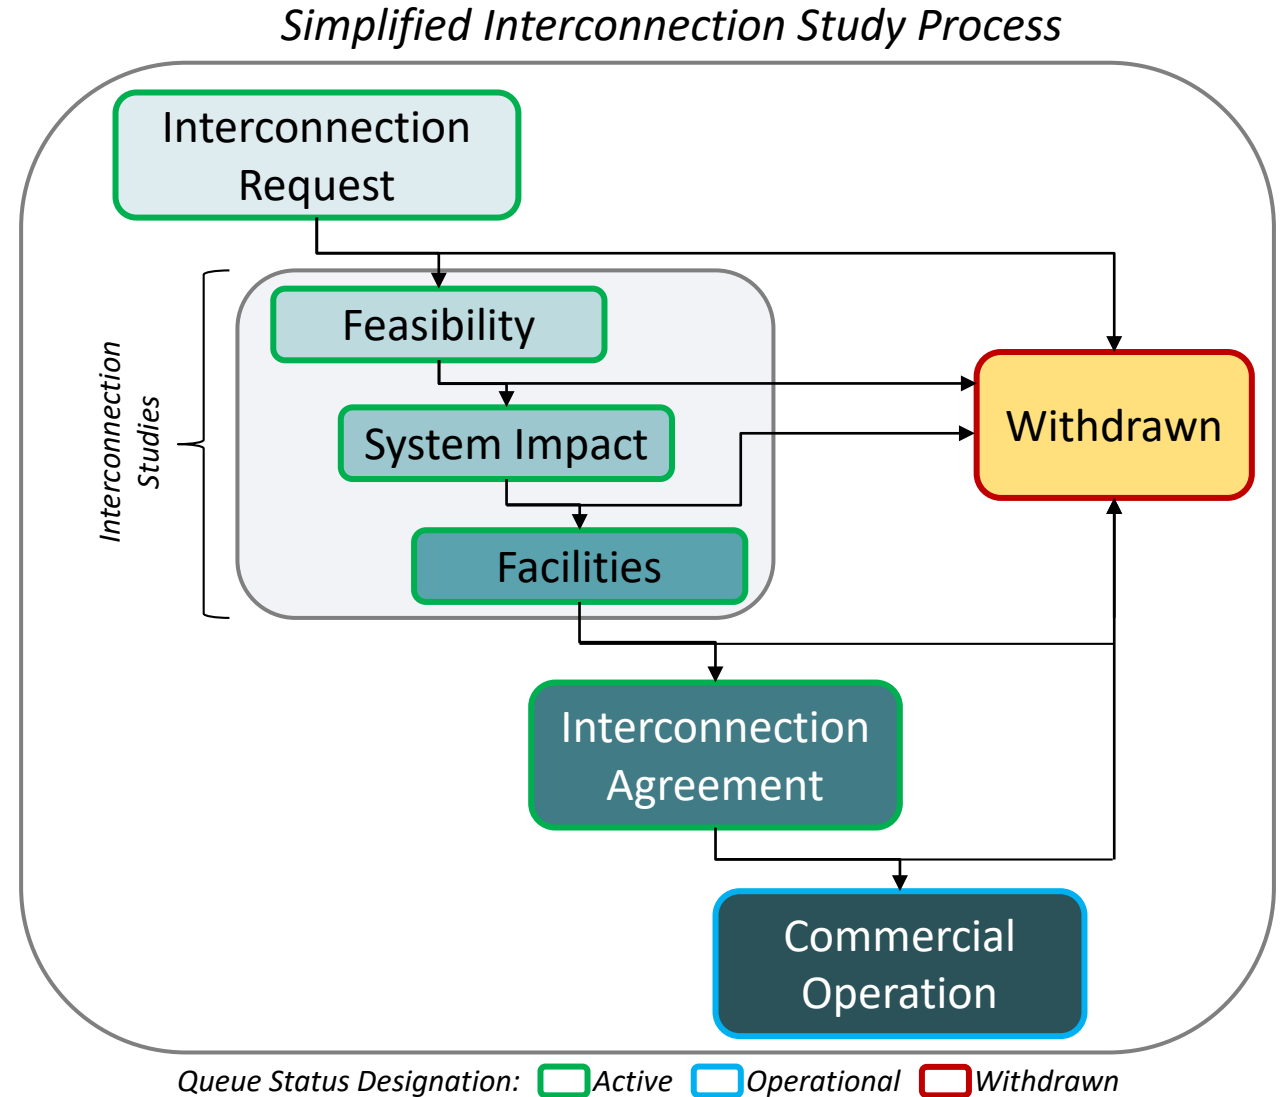 Simplified Interconnection Study Process
Interconnection
Request
Interconnection
Studies
Feasibility
System Impact
Facilities
Withdrawn
Interconnection
Agreement
Commercial
Operation
Queue Status Designation: Active Operational Withdrawn